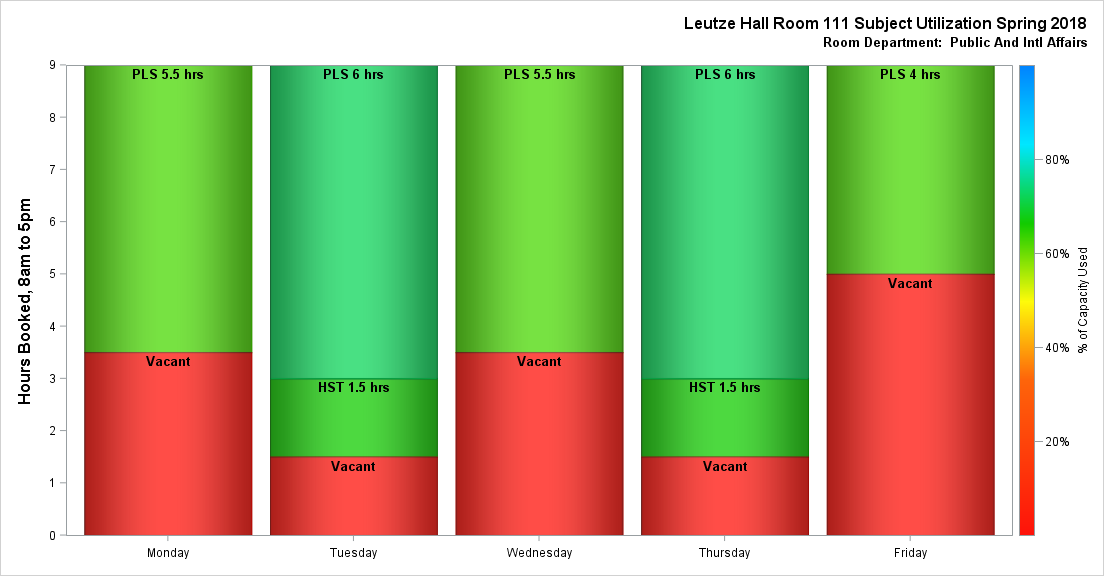 Leutze Hall Room 111 Subject Utilization Spring 2018
Room Department: Public And Intl Affairs
Hours Booked, 8am to 5pm
9
8
7
6
5
4
3
2
1
0
PLS 5.5 hrs
Vacant
PLS 6 hrs
HST 1.5 hrs
Vacant
PLS 5.5 hrs
Vacant
PLS 6 hrs
HST 1.5 hrs
Vacant
PLS 4 hrs
Vacant
Monday
Tuesday
Wednesday
Thursday
Friday
80%
60%
40%
20%
% of Capacity Used